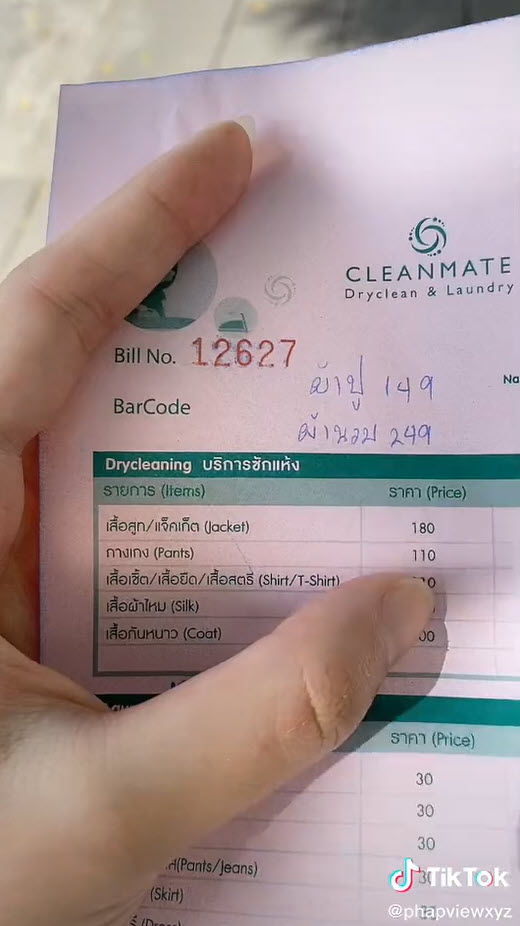 CLEANMATE
Dryclean & Laundry
Bill No. 12627
Na
ผ้าปู 149
BarCode
ผ้านวม 249
Drycleaning บริการซักแห้ง
รายการ (Items) ราคา (Price)
เสื้อสูท/แจ็คเก็ต (Jacket) 180
กางเกง (Pants) 110
เสื้อเชิ้ต/เสื้อยืด/เสื้อสตรี (Shirt/T-Shirt)
เสื้อผ้าไหม (Silk)
เสื้อกันหนาว (Coat)
ราคา (Price)
30
30
30
(Pants/Jeans)
(Skirt)
TikTok
@phapviewxyz